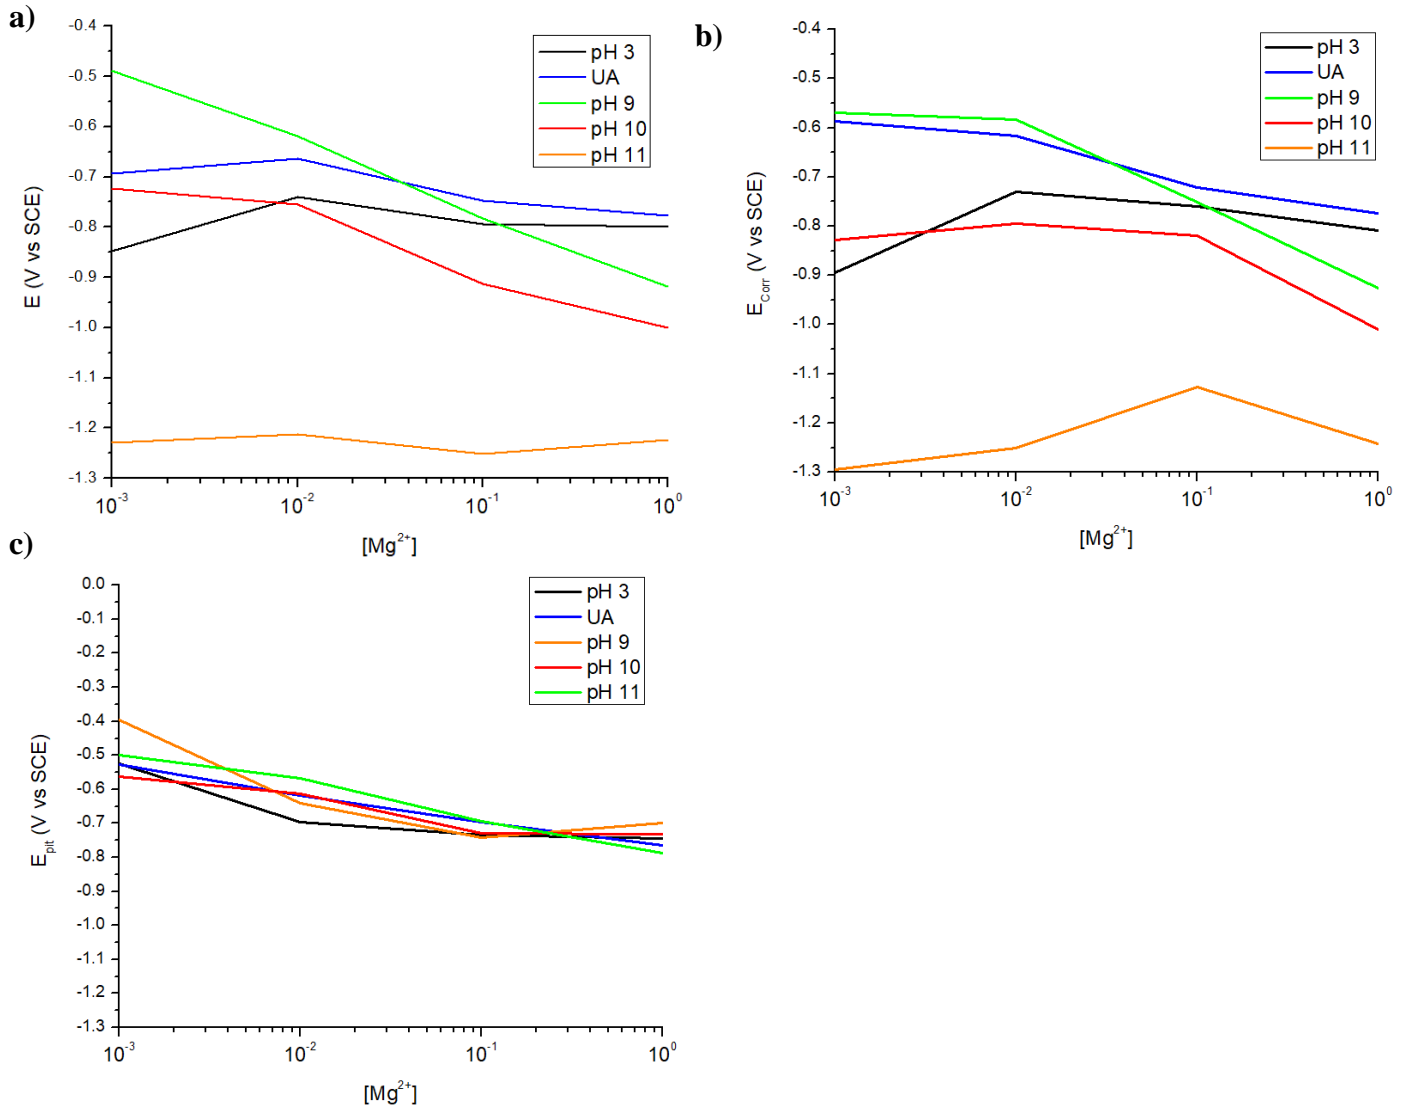 a)
-0.4
-0.5
-0.6
-0.7
-0.8
-0.9
-1.0
-1.1
-1.2
-1.3
E (V vs SCE)
10⁻³ 10⁻² 10⁻¹ 10⁰
[Mg²⁺]
pH 3
UA
pH 9
pH 10
pH 11
b)
-0.4
-0.5
-0.6
-0.7
-0.8
-0.9
-1.0
-1.1
-1.2
-1.3
E_Corr (V vs SCE)
10⁻³ 10⁻² 10⁻¹ 10⁰
[Mg²⁺]
pH 3
UA
pH 9
pH 10
pH 11
c)
0.0
-0.1
-0.2
-0.3
-0.4
-0.5
-0.6
-0.7
-0.8
-0.9
-1.0
-1.1
-1.2
-1.3
E_pit (V vs SCE)
10⁻³ 10⁻² 10⁻¹ 10⁰
[Mg²⁺]
pH 3
UA
pH 9
pH 10
pH 11